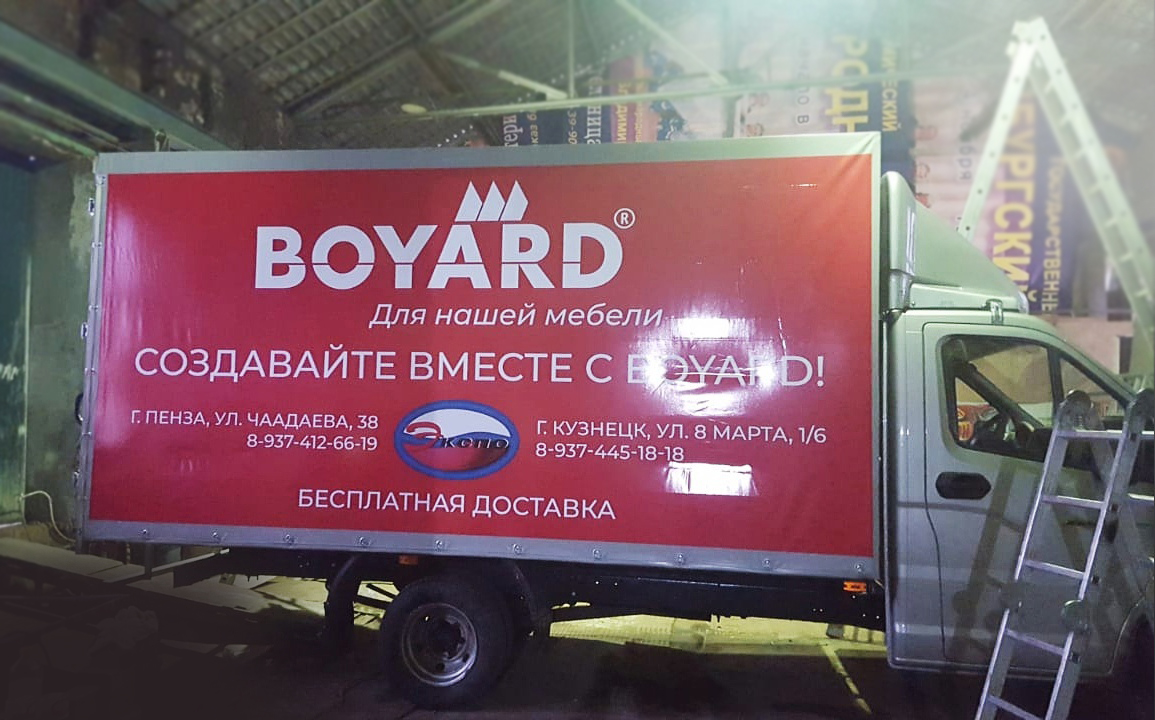 BOYARD®
Для нашей мебели
СОЗДАВАЙТЕ ВМЕСТЕ С BOYARD!
Г. ПЕНЗА, УЛ. ЧААДАЕВА, 38
8-937-412-66-19
Экопо
Г. КУЗНЕЦК, УЛ. 8 МАРТА, 1/6
8-937-445-18-18
БЕСПЛАТНАЯ ДОСТАВКА